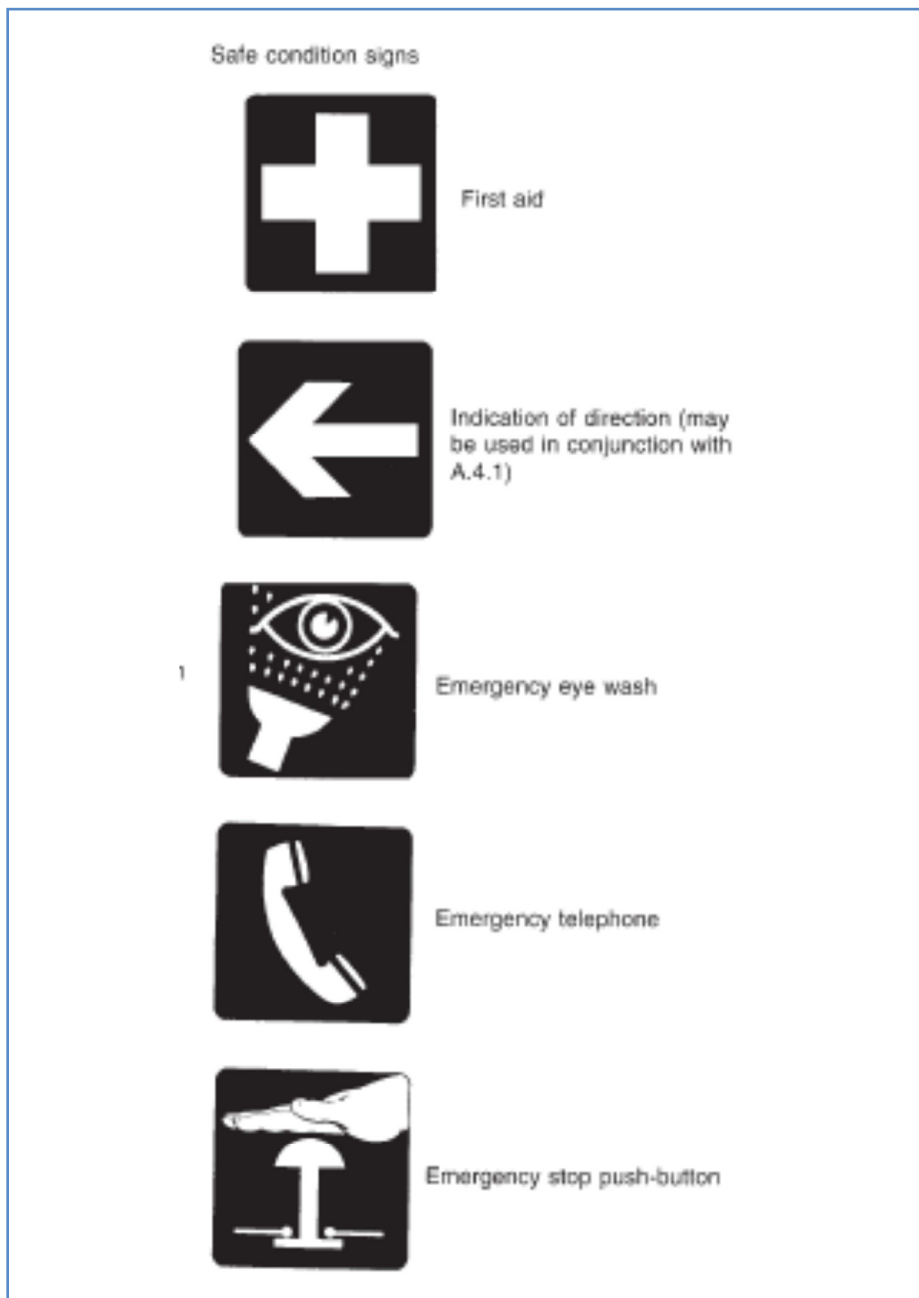 Safe condition signs
First aid
Indication of direction (may
be used in conjunction with
A.4.1)
Emergency eye wash
Emergency telephone
Emergency stop push-button